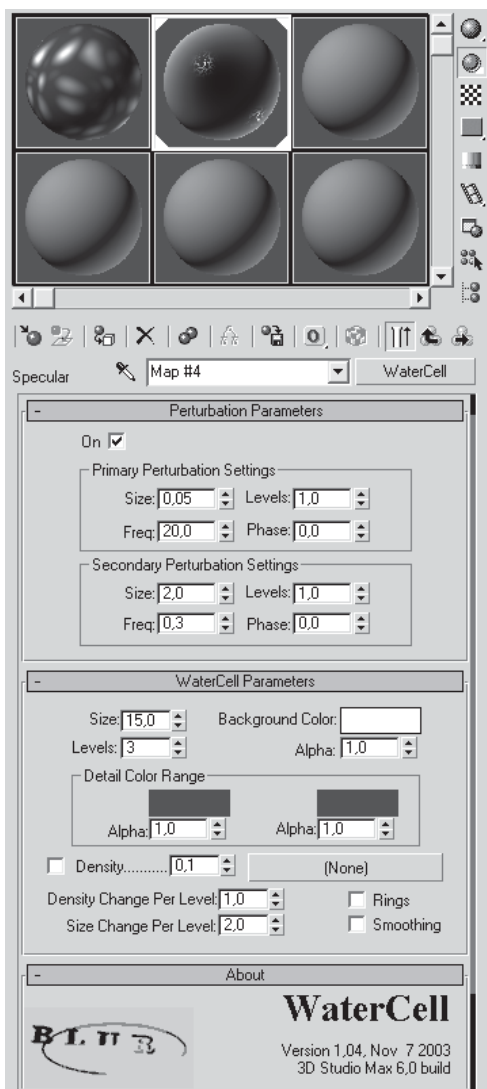 Specular Map #4 WaterCell
- Perturbation Parameters
On
Primary Perturbation Settings
Size: 0,05 Levels: 1,0
Freq: 20,0 Phase: 0,0
Secondary Perturbation Settings
Size: 2,0 Levels: 1,0
Freq: 0,3 Phase: 0,0
- WaterCell Parameters
Size: 15,0 Background Color:
Levels: 3 Alpha: 1,0
Detail Color Range
Alpha: 1,0 Alpha: 1,0
Density........... 0,1 (None)
Density Change Per Level: 1,0 Rings
Size Change Per Level: 2,0 Smoothing
- About
WaterCell
BLUR
Version 1,04, Nov 7 2003
3D Studio Max 6,0 build